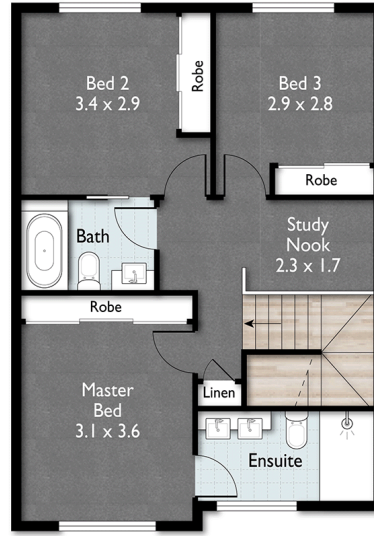 Bed 2
3.4 x 2.9
Robe
Bed 3
2.9 x 2.8
Robe
Study
Nook
2.3 x 1.7
Bath
Robe
Master
Bed
3.1 x 3.6
Linen
Ensuite